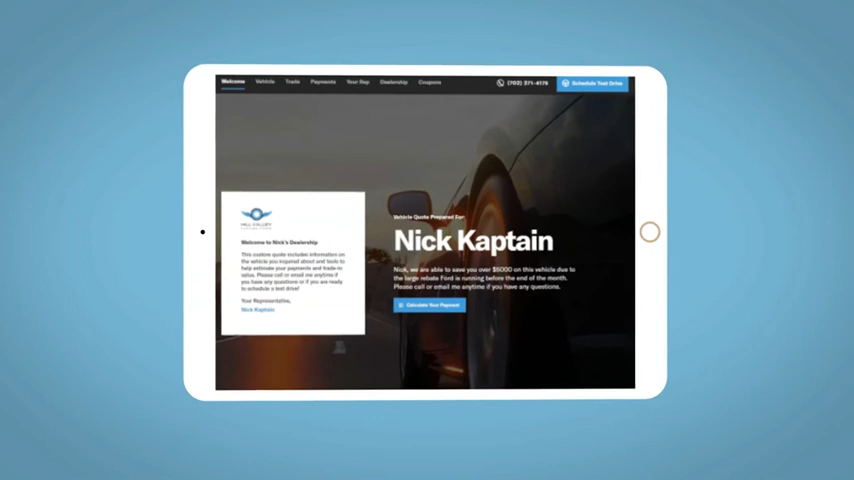 Welcome Vehicle Trade Payments Your Rep Dealership Coupons (702) 371-4176 Schedule Test Drive
HILL VALLEY
Welcome to Nick's Dealership
This custom quote includes information on
the vehicle you inquired about and tools to
help estimate your payments and trade-in
value. Please call or email me anytime if
you have any questions or if you are ready
to schedule a test drive!
Your Representative,
Nick Kaptain
Vehicle Quote Prepared For:
Nick Kaptain
Nick, we are able to save you over $6000 on this vehicle due to
the large rebate Ford is running before the end of the month.
Please call or email me anytime if you have any questions.
Calculate Your Payment